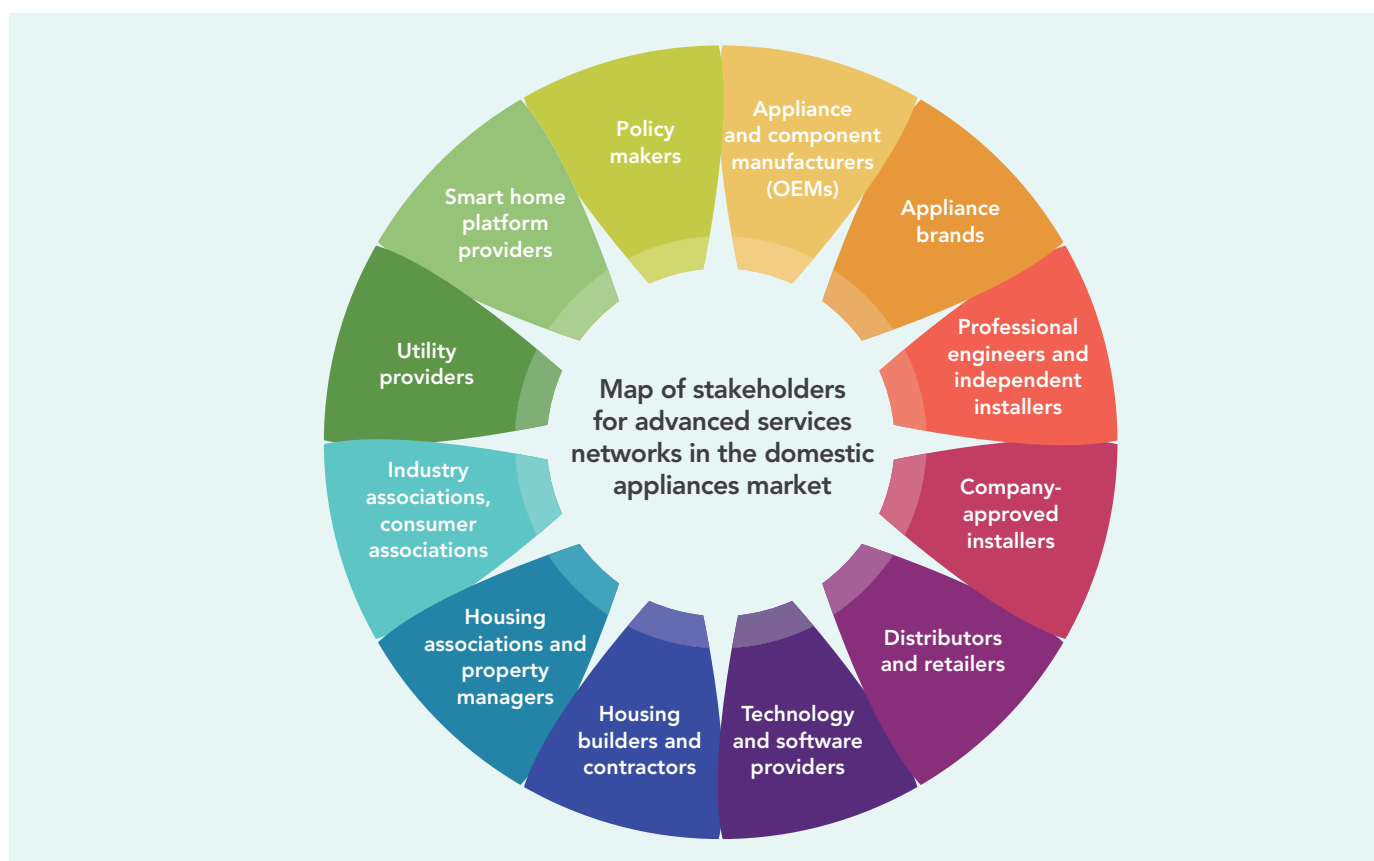 Policy
makers
Appliance
and component
manufacturers
(OEMs)
Appliance
brands
Professional
engineers and
independent
installers
Company-
approved
installers
Distributors
and retailers
Technology
and software
providers
Housing
builders and
contractors
Housing
associations and
property
managers
Industry
associations,
consumer
associations
Utility
providers
Smart home
platform
providers
Map of stakeholders
for advanced services
networks in the domestic
appliances market